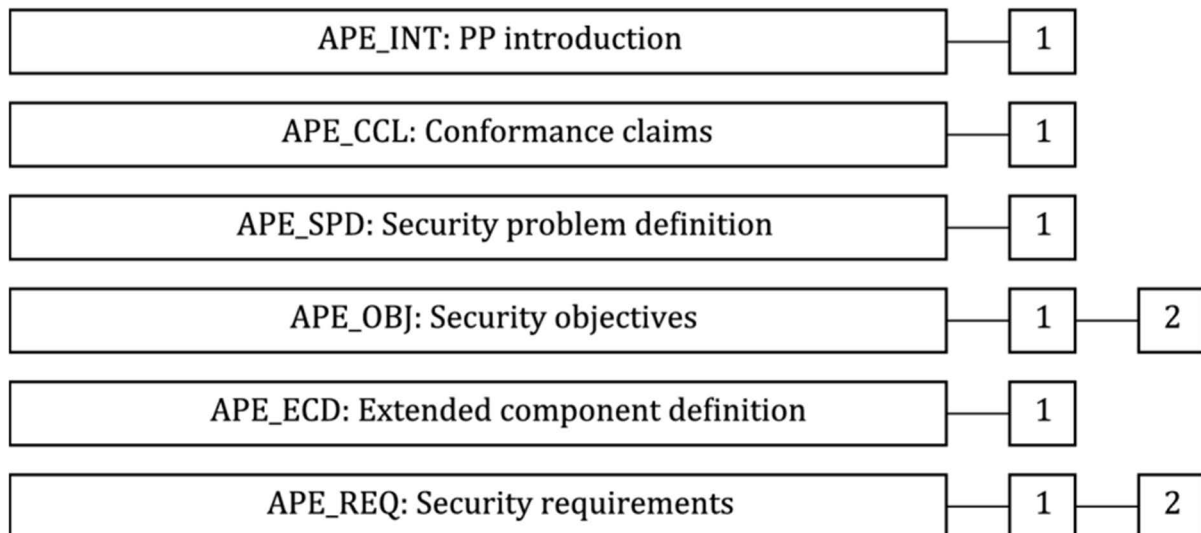 APE_INT: PP introduction 1
APE_CCL: Conformance claims 1
APE_SPD: Security problem definition 1
APE_OBJ: Security objectives 1 2
APE_ECD: Extended component definition 1
APE_REQ: Security requirements 1 2